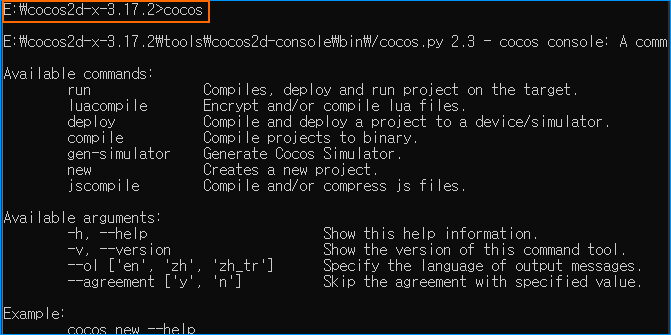 E:₩cocos2d-x-3.17.2>cocos
E:₩cocos2d-x-3.17.2₩tools₩cocos2d-console₩bin₩/cocos.py 2.3 - cocos console: A comm
Available commands:
run Compiles, deploy and run project on the target.
luacompile Encrypt and/or compile lua files.
deploy Compile and deploy a project to a device/simulator.
compile Compile projects to binary.
gen-simulator Generate Cocos Simulator.
new Creates a new project.
jscompile Compile and/or compress js files.
Available arguments:
-h, --help Show this help information.
-v, --version Show the version of this command tool.
--ol ['en', 'zh', 'zh_tr'] Specify the language of output messages.
--agreement ['y', 'n'] Skip the agreement with specified value.
Example:
cocos new --help